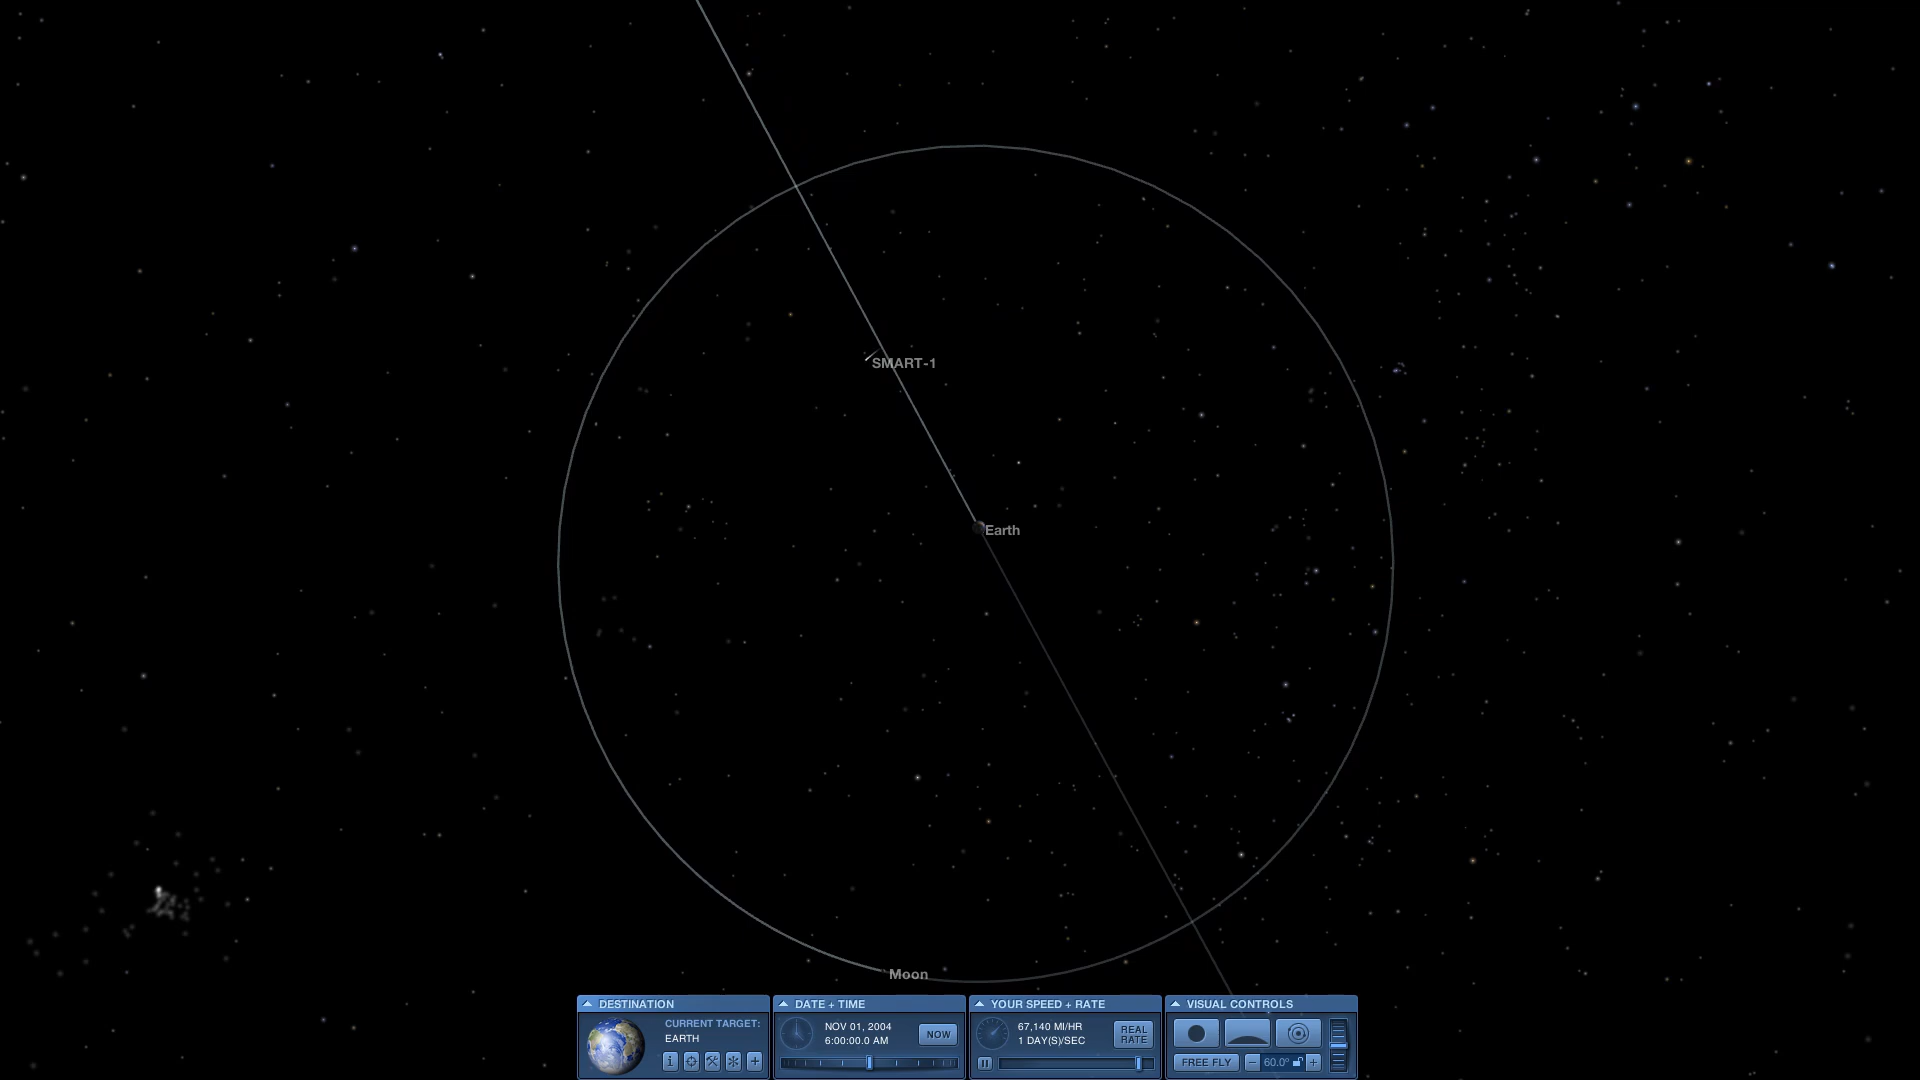 SMART-1
Earth
Moon
DESTINATION
CURRENT TARGET:
EARTH
DATE + TIME
NOV 01, 2004
6:00:00.0 AM
NOW
YOUR SPEED + RATE
67,140 MI/HR
1 DAY(S)/SEC
REAL
RATE
VISUAL CONTROLS
FREE FLY
− 60.0° +